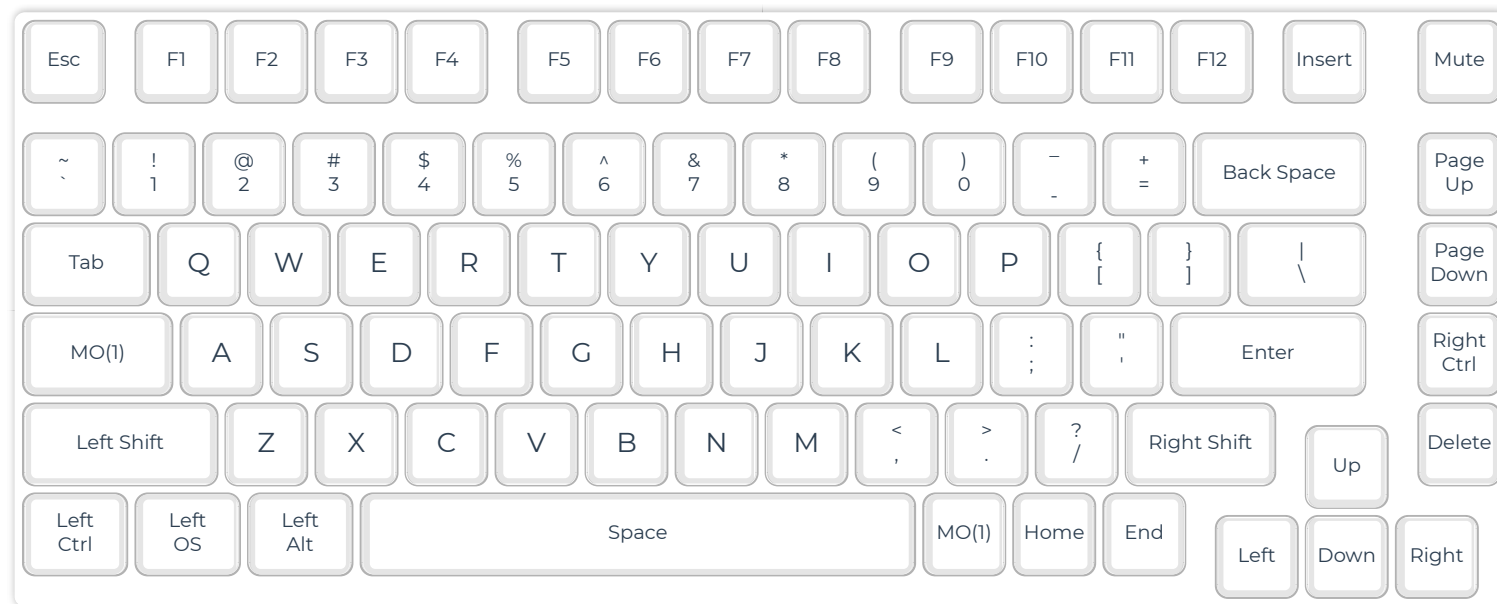 Esc F1 F2 F3 F4 F5 F6 F7 F8 F9 F10 F11 F12 Insert Mute
~ ! @ # $ % ^ & * ( ) _ + Back Space Page
` 1 2 3 4 5 6 7 8 9 0 - = Up
Tab Q W E R T Y U I O P { } | Page
[ ] \ Down
MO(1) A S D F G H J K L : " Enter Right
; ' Ctrl
Left Shift Z X C V B N M < > ? Right Shift Up Delete
, . /
Left Left Left Space MO(1) Home End Left Down Right
Ctrl OS Alt